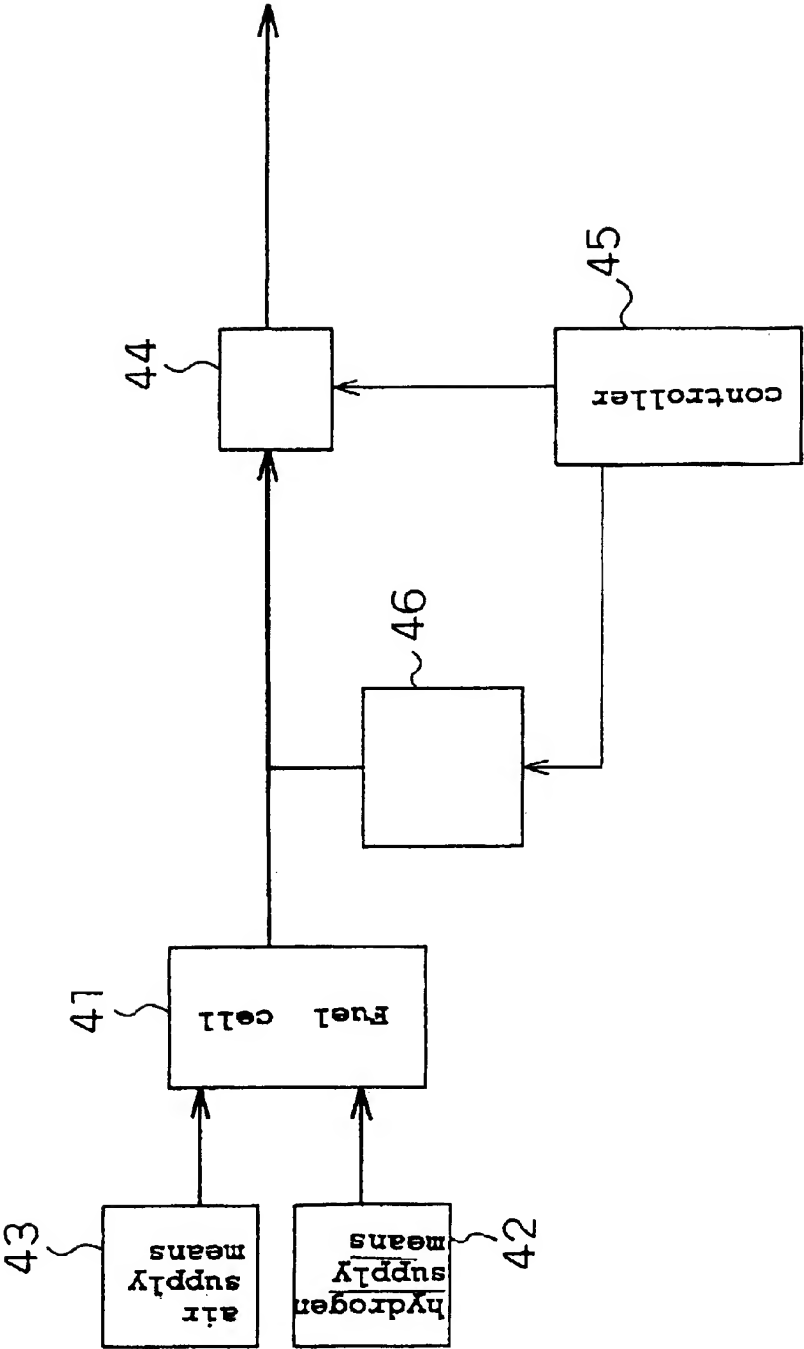 43
air
supply
means
42
hydrogen
supply
means
41
Fuel cell
46
44
45
controller